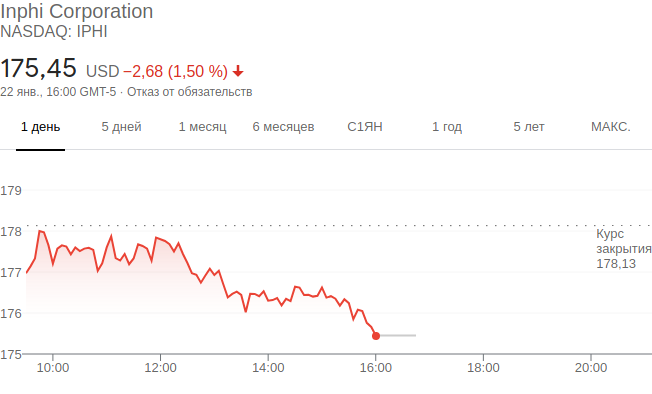 Inphi Corporation
NASDAQ: IPHI
175,45 USD −2,68 (1,50 %)
22 янв., 16:00 GMT-5 · Отказ от обязательств
1 день 5 дней 1 месяц 6 месяцев С1ЯН 1 год 5 лет МАКС.
179
178
177
176
175
Курс
закрытия
178,13
10:00 12:00 14:00 16:00 18:00 20:00